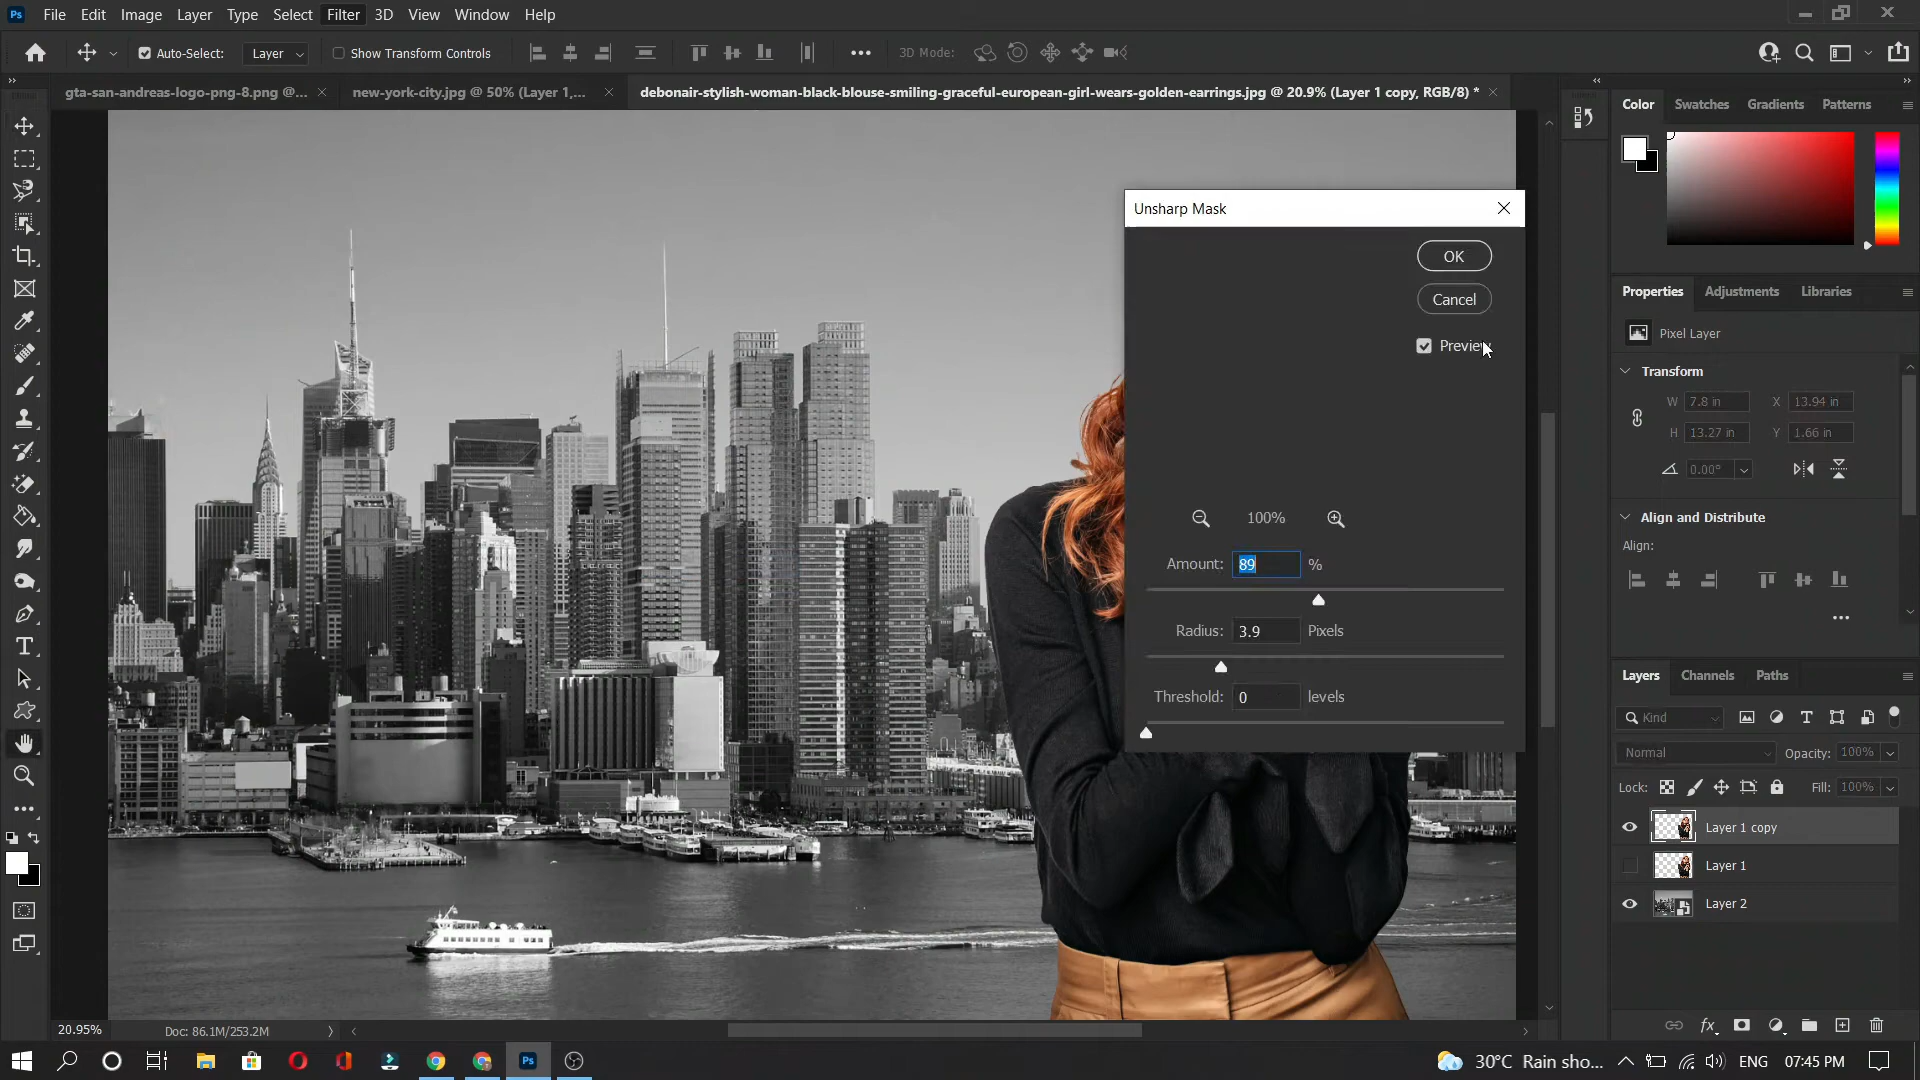 Ps File Edit Image Layer Type Select Filter 3D View Window Help
Auto-Select: Layer Show Transform Controls 3D Mode:
gta-san-andreas-logo-png-8.png @... new-york-city.jpg @ 50% (Layer 1,... debonair-stylish-woman-black-blouse-smiling-graceful-european-girl-wears-golden-earrings.jpg @ 20.9% (Layer 1 copy, RGB/8) *
Color Swatches Gradients Patterns
Unsharp Mask
OK
Cancel
Preview
100%
Amount: 89 %
Radius: 3.9 Pixels
Threshold: 0 levels
Properties Adjustments Libraries
Pixel Layer
Transform
W 7.8 in X 13.94 in
H 13.27 in Y 1.66 in
0.00°
Align and Distribute
Align:
Layers Channels Paths
Kind
Normal Opacity: 100%
Lock: Fill: 100%
Layer 1 copy
Layer 1
Layer 2
fx
20.95% Doc: 86.1M/253.2M
Ps 30°C Rain sho... ENG 07:45 PM